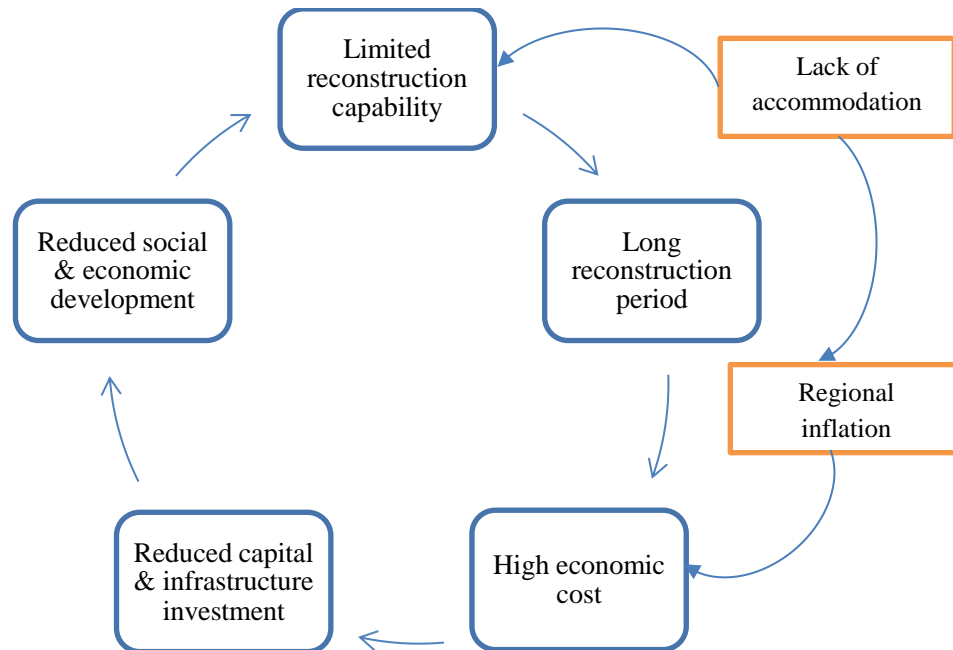 Limited
reconstruction
capability
Lack of
accommodation
Long
reconstruction
period
Regional
inflation
High economic
cost
Reduced capital
& infrastructure
investment
Reduced social
& economic
development